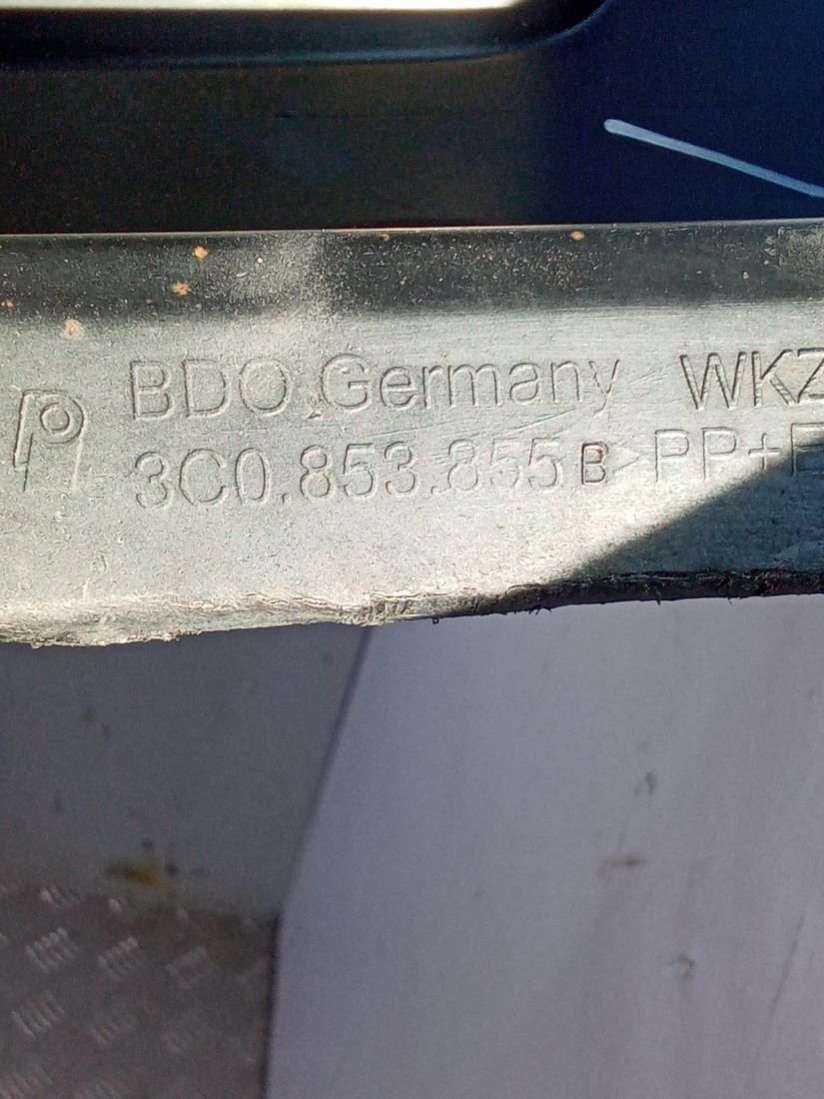 BDO Germany WKZ
3C0.853.855 B >PP+E